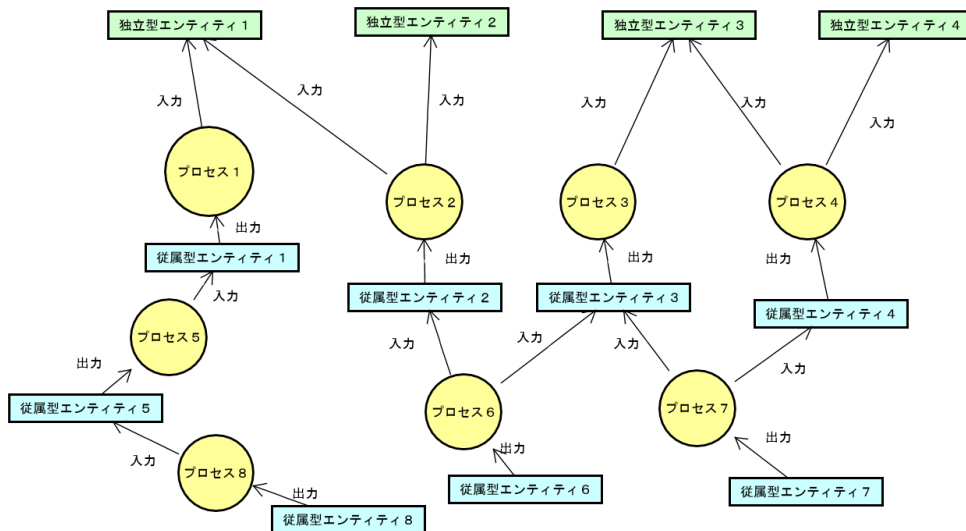 独立型エンティティ１
独立型エンティティ２
独立型エンティティ３
独立型エンティティ４
入力
入力
入力
入力
入力
入力
プロセス１
プロセス２
プロセス３
プロセス４
出力
出力
出力
出力
従属型エンティティ１
従属型エンティティ２
従属型エンティティ３
従属型エンティティ４
入力
プロセス５
入力
入力
入力
入力
出力
従属型エンティティ５
プロセス６
プロセス７
入力
出力
出力
プロセス８
従属型エンティティ６
従属型エンティティ７
出力
従属型エンティティ８